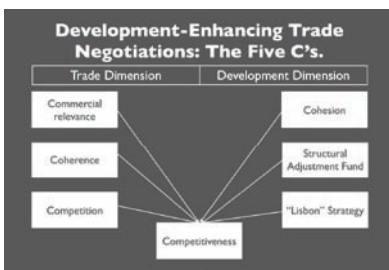 Development-Enhancing Trade
Negotiations: The Five C's.
Trade Dimension
Development Dimension
Commercial
relevance
Cohesion
Coherence
Structural
Adjustment Fund
Competition
"Lisbon" Strategy
Competitiveness